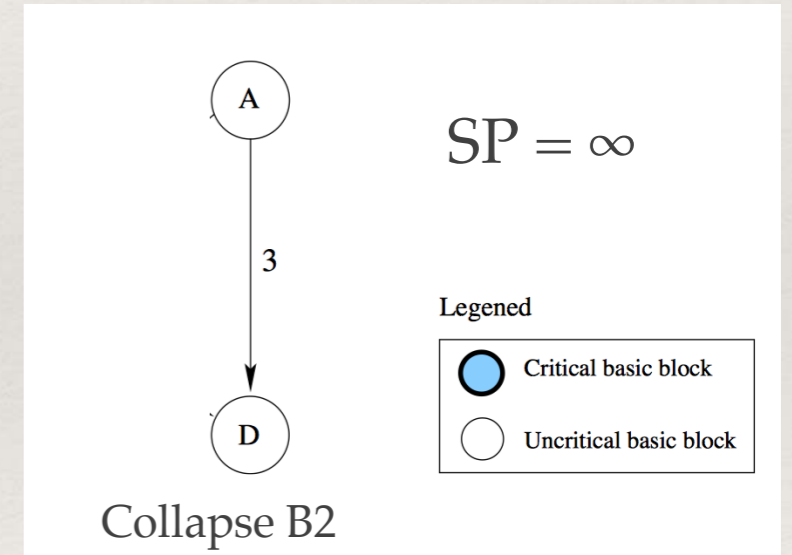 A
SP = ∞
3
Legened
Critical basic block
D
Uncritical basic block
Collapse B2